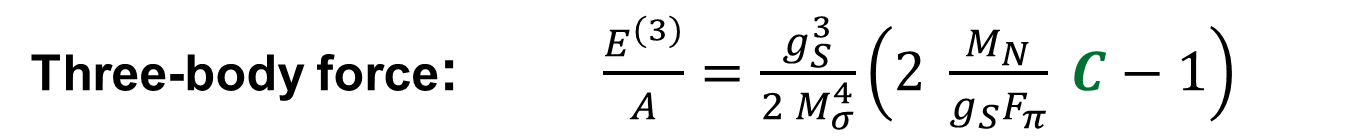 Three-body force: E^(3)/A = g_S^3/(2 M_σ^4) (2 M_N/(g_S F_π) C − 1)